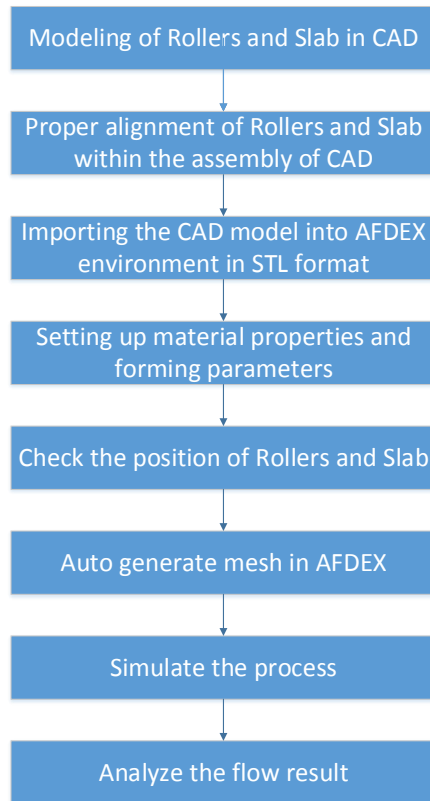 Modeling of Rollers and Slab in CAD
Proper alignment of Rollers and Slab
within the assembly of CAD
Importing the CAD model into AFDEX
environment in STL format
Setting up material properties and
forming parameters
Check the position of Rollers and Slab
Auto generate mesh in AFDEX
Simulate the process
Analyze the flow result